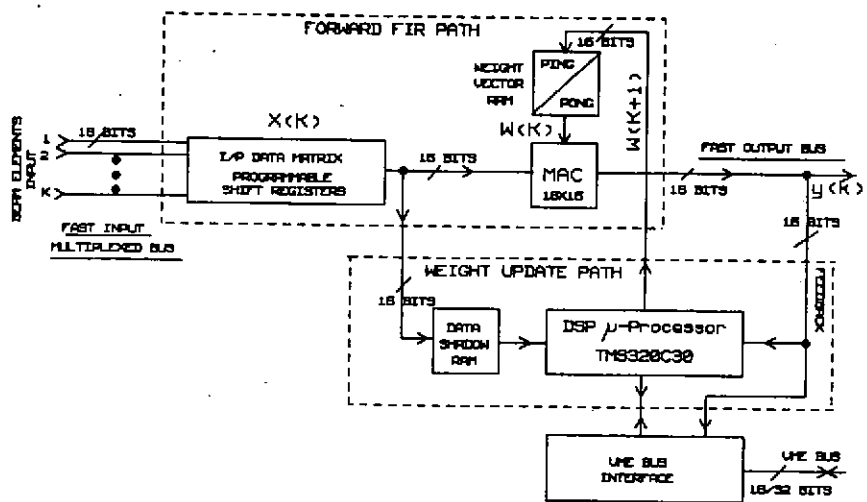 FORWARD FIR PATH
16 BITS
WEIGHT
VECTOR
RAM
PING
PONG
W(K+1)
X(K)
W(K)
BEAM ELEMENTS
INPUT
1
2
K
16 BITS
I/P DATA MATRIX
PROGRAMMABLE
SHIFT REGISTERS
16 BITS
MAC
16X16
FAST OUTPUT BUS
16 BITS
y(K)
FAST INPUT
MULTIPLEXED BUS
16 BITS
WEIGHT UPDATE PATH
FEEDBACK
16 BITS
DATA
SHADOW
RAM
DSP μ-Processor
TMS320C30
VME BUS
INTERFACE
VME BUS
16/32 BITS